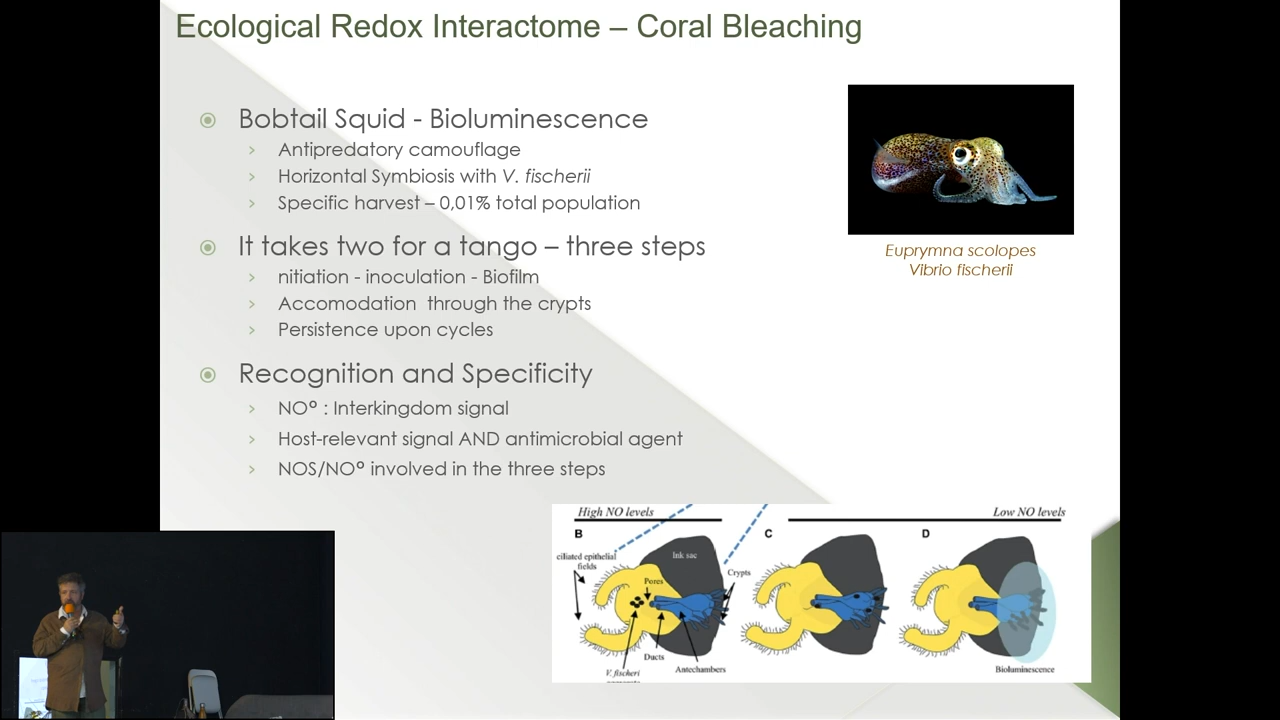 Ecological Redox Interactome – Coral Bleaching
Bobtail Squid - Bioluminescence
Antipredatory camouflage
Horizontal Symbiosis with V. fischerii
Specific harvest – 0,01% total population
It takes two for a tango – three steps
nitiation - inoculation - Biofilm
Accomodation through the crypts
Persistence upon cycles
Recognition and Specificity
NO° : Interkingdom signal
Host-relevant signal AND antimicrobial agent
NOS/NO° involved in the three steps
Euprymna scolopes
Vibrio fischerii
High NO levels
Low NO levels
B
C
D
ciliated epithelial
fields
Ink sac
Pores
Crypts
Ducts
Antechambers
V. fischeri
Bioluminescence